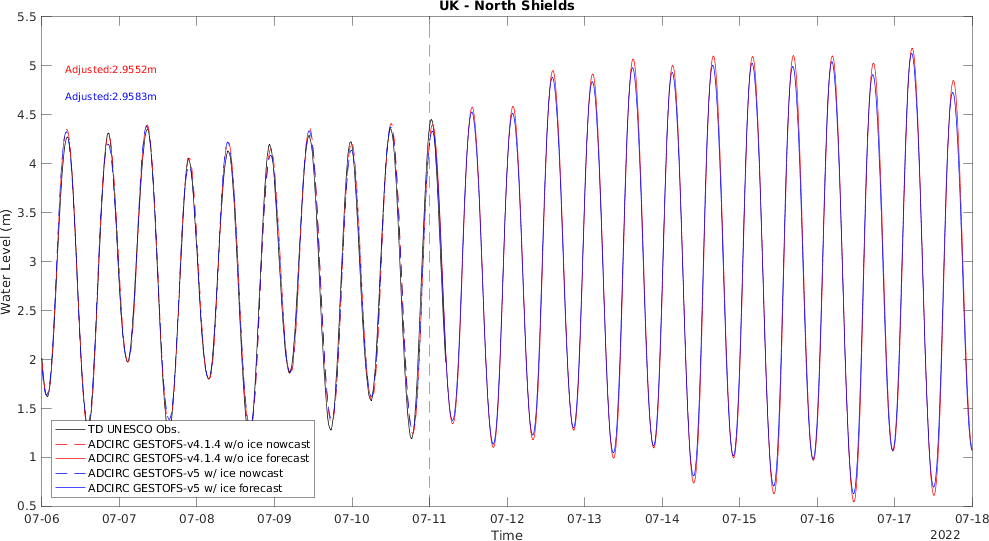 UK - North Shields
Adjusted:2.9552m
Adjusted:2.9583m
Water Level (m)
5.5
5
4.5
4
3.5
3
2.5
2
1.5
1
0.5
TD UNESCO Obs.
ADCIRC GESTOFS-v4.1.4 w/o ice nowcast
ADCIRC GESTOFS-v4.1.4 w/o ice forecast
ADCIRC GESTOFS-v5 w/ ice nowcast
ADCIRC GESTOFS-v5 w/ ice forecast
07-06 07-07 07-08 07-09 07-10 07-11 07-12 07-13 07-14 07-15 07-16 07-17 07-18
Time
2022